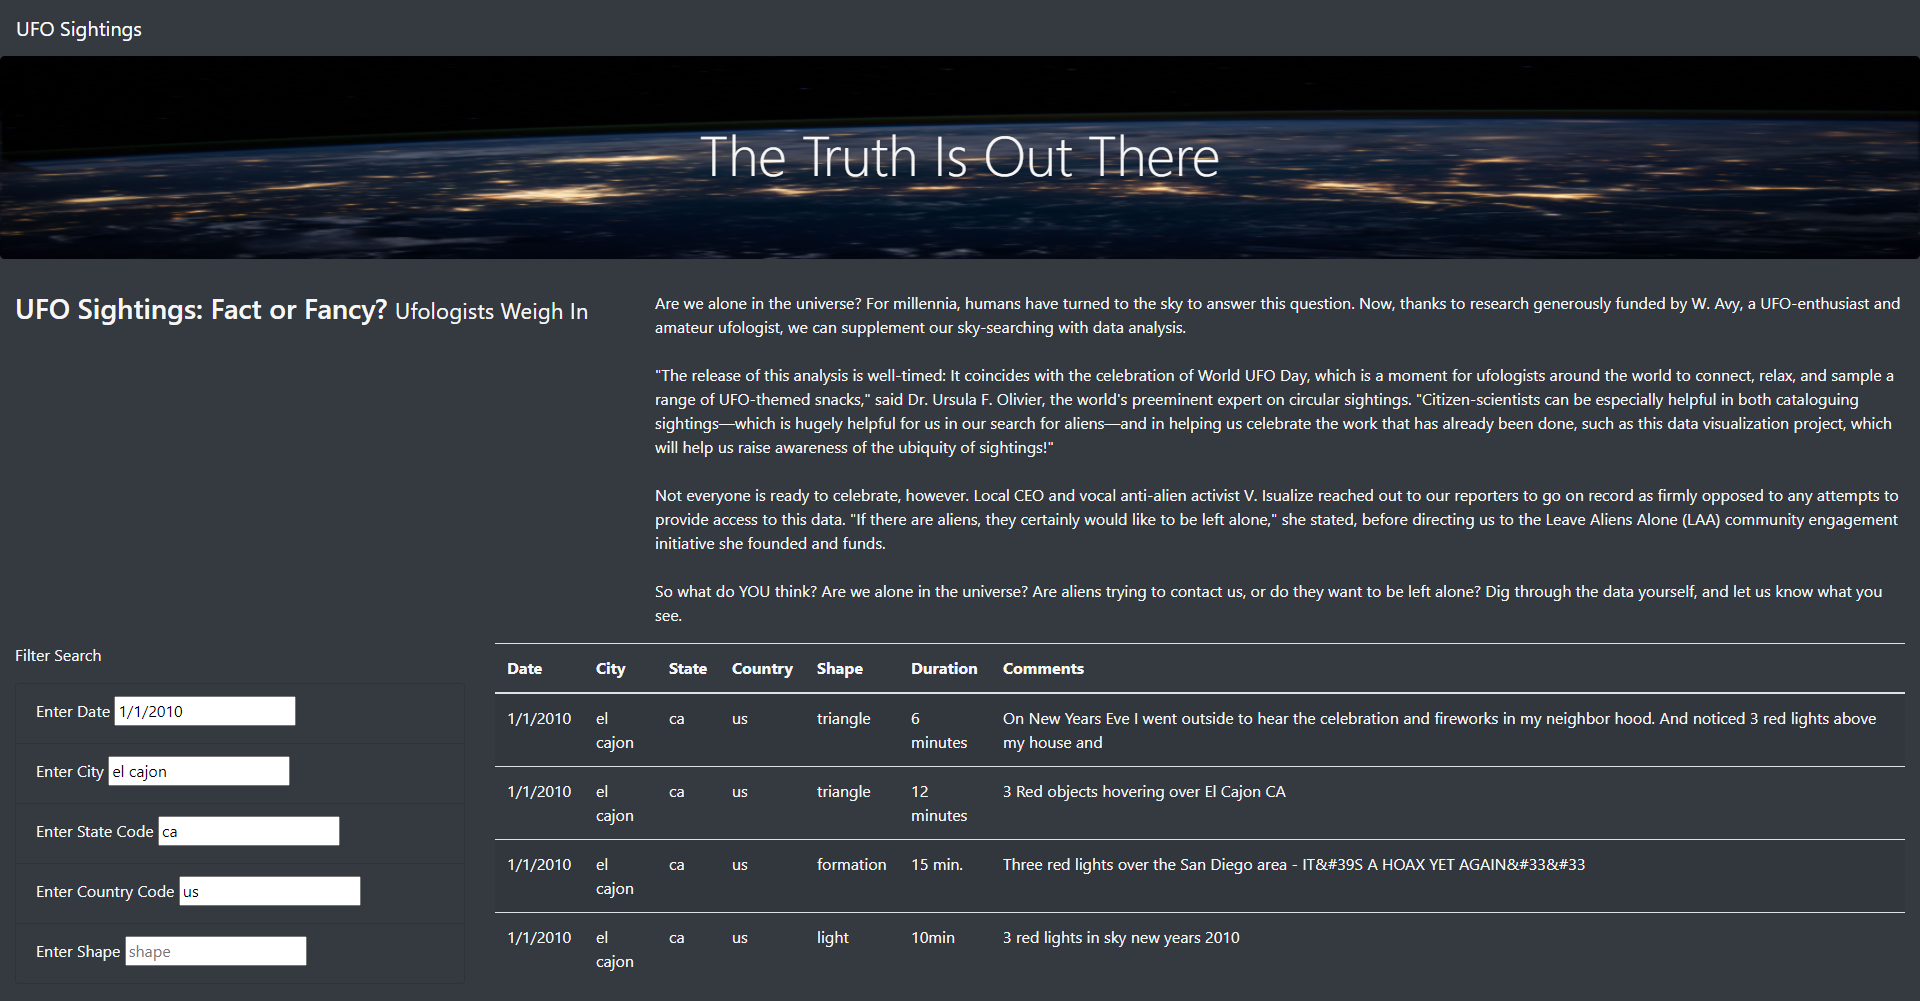 UFO Sightings
The Truth Is Out There
UFO Sightings: Fact or Fancy? Ufologists Weigh In
Are we alone in the universe? For millennia, humans have turned to the sky to answer this question. Now, thanks to research generously funded by W. Avy, a UFO-enthusiast and
amateur ufologist, we can supplement our sky-searching with data analysis.
"The release of this analysis is well-timed: It coincides with the celebration of World UFO Day, which is a moment for ufologists around the world to connect, relax, and sample a
range of UFO-themed snacks," said Dr. Ursula F. Olivier, the world's preeminent expert on circular sightings. "Citizen-scientists can be especially helpful in both cataloguing
sightings—which is hugely helpful for us in our search for aliens—and in helping us celebrate the work that has already been done, such as this data visualization project, which
will help us raise awareness of the ubiquity of sightings!"
Not everyone is ready to celebrate, however. Local CEO and vocal anti-alien activist V. Isualize reached out to our reporters to go on record as firmly opposed to any attempts to
provide access to this data. "If there are aliens, they certainly would like to be left alone," she stated, before directing us to the Leave Aliens Alone (LAA) community engagement
initiative she founded and funds.
So what do YOU think? Are we alone in the universe? Are aliens trying to contact us, or do they want to be left alone? Dig through the data yourself, and let us know what you
see.
Filter Search
Enter Date 1/1/2010
Enter City el cajon
Enter State Code ca
Enter Country Code us
Enter Shape shape
Date City State Country Shape Duration Comments
1/1/2010 el ca us triangle 6 On New Years Eve I went outside to hear the celebration and fireworks in my neighbor hood. And noticed 3 red lights above
cajon minutes my house and
1/1/2010 el ca us triangle 12 3 Red objects hovering over El Cajon CA
cajon minutes
1/1/2010 el ca us formation 15 min. Three red lights over the San Diego area - IT&#39S A HOAX YET AGAIN&#33&#33
cajon
1/1/2010 el ca us light 10min 3 red lights in sky new years 2010
cajon